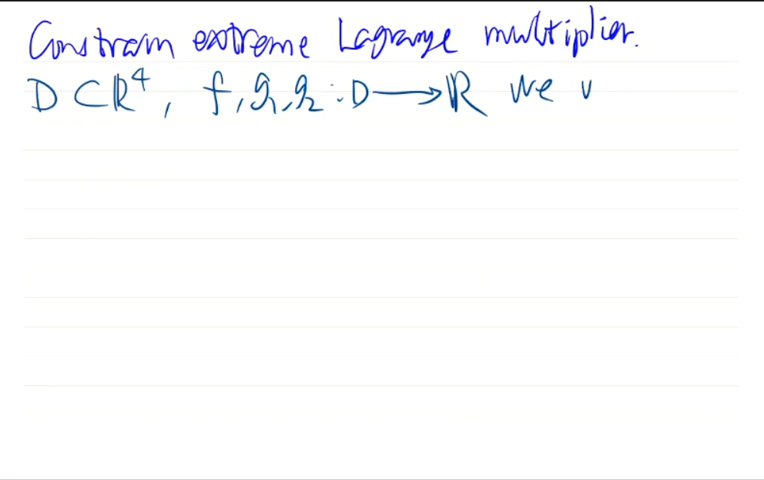 Constrain extreme Lagrange multiplier.
D ⊂ ℝ⁴, f, g₁, g₂ : D ⟶ ℝ we v